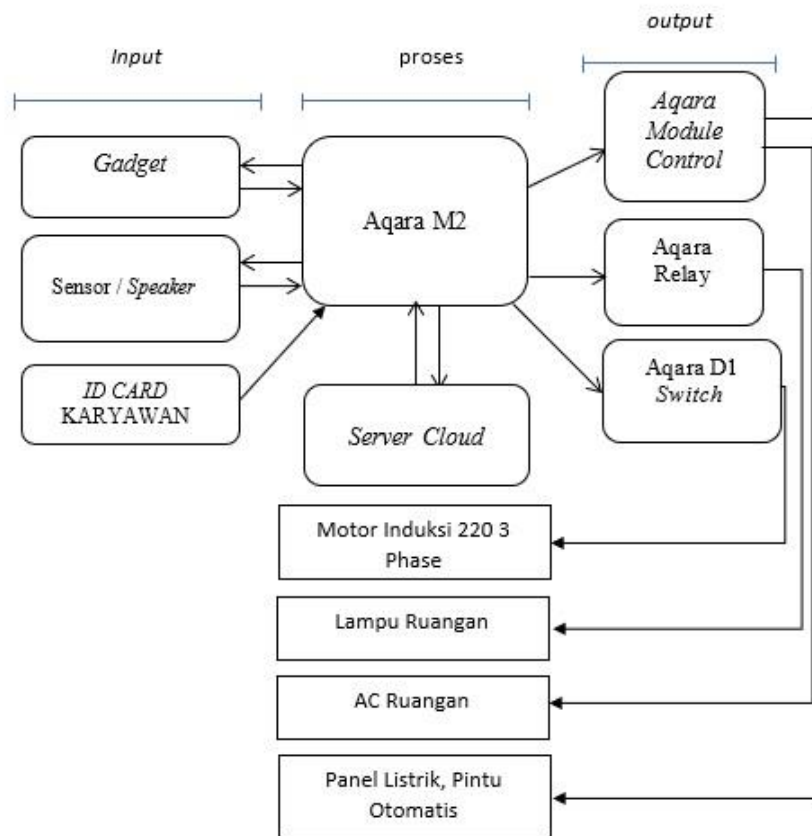 Input
proses
output
Gadget
Sensor / Speaker
ID CARD
KARYAWAN
Aqara M2
Server Cloud
Aqara
Module
Control
Aqara
Relay
Aqara D1
Switch
Motor Induksi 220 3
Phase
Lampu Ruangan
AC Ruangan
Panel Listrik, Pintu
Otomatis